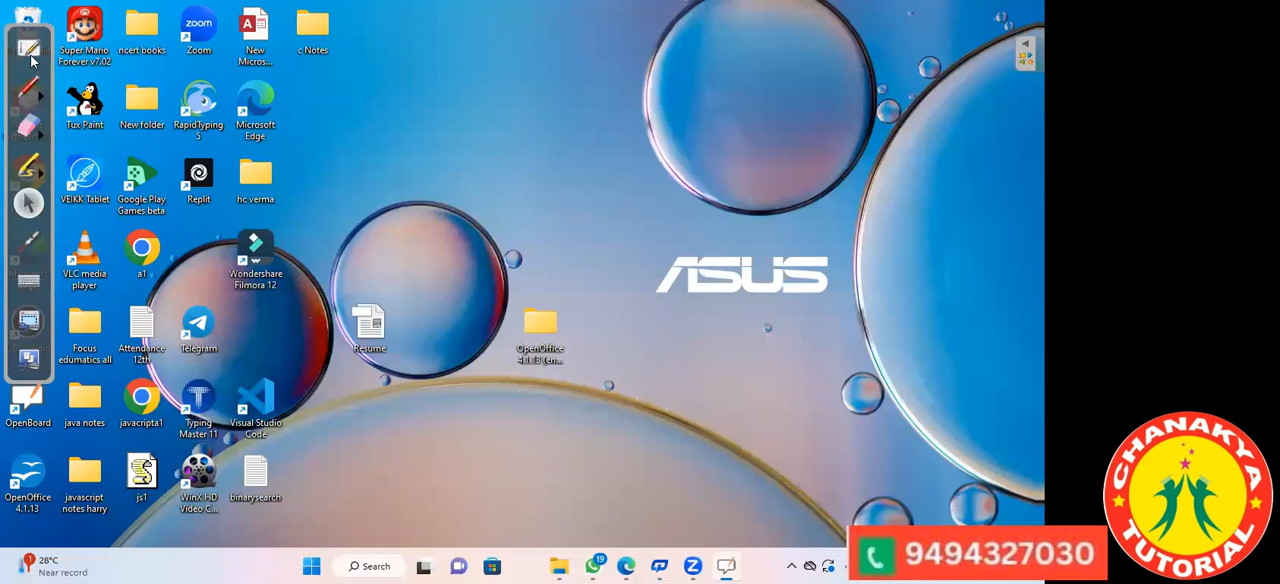 Super Mario
Forever v7.02
ncert books
zoom
Zoom
New
Micros...
c Notes
Tux Paint
New folder
RapidTyping
5
Microsoft
Edge
VEIKK Tablet
Google Play
Games beta
Replit
hc verma
ASUS
VLC media
player
a1
Wondershare
Filmora 12
Focus
edumatics all
Attendance
12th
Telegram
Resume
OpenOffice
4.1.13 (en...
OpenBoard
java notes
javacripta1
Typing
Master 11
Visual Studio
Code
OpenOffice
4.1.13
javascript
notes harry
js1
WinX HD
Video C...
binarysearch
1
28°C
Near record
Search
19
9494327030
CHANAKYA
TUTORIAL